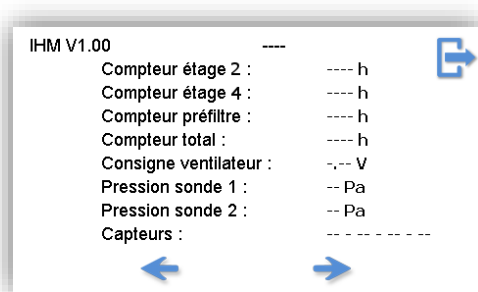 IHM V1.00 ----
Compteur étage 2 : ---- h
Compteur étage 4 : ---- h
Compteur préfiltre : ---- h
Compteur total : ---- h
Consigne ventilateur : -.-- V
Pression sonde 1 : -- Pa
Pression sonde 2 : -- Pa
Capteurs : -- - -- - -- - --